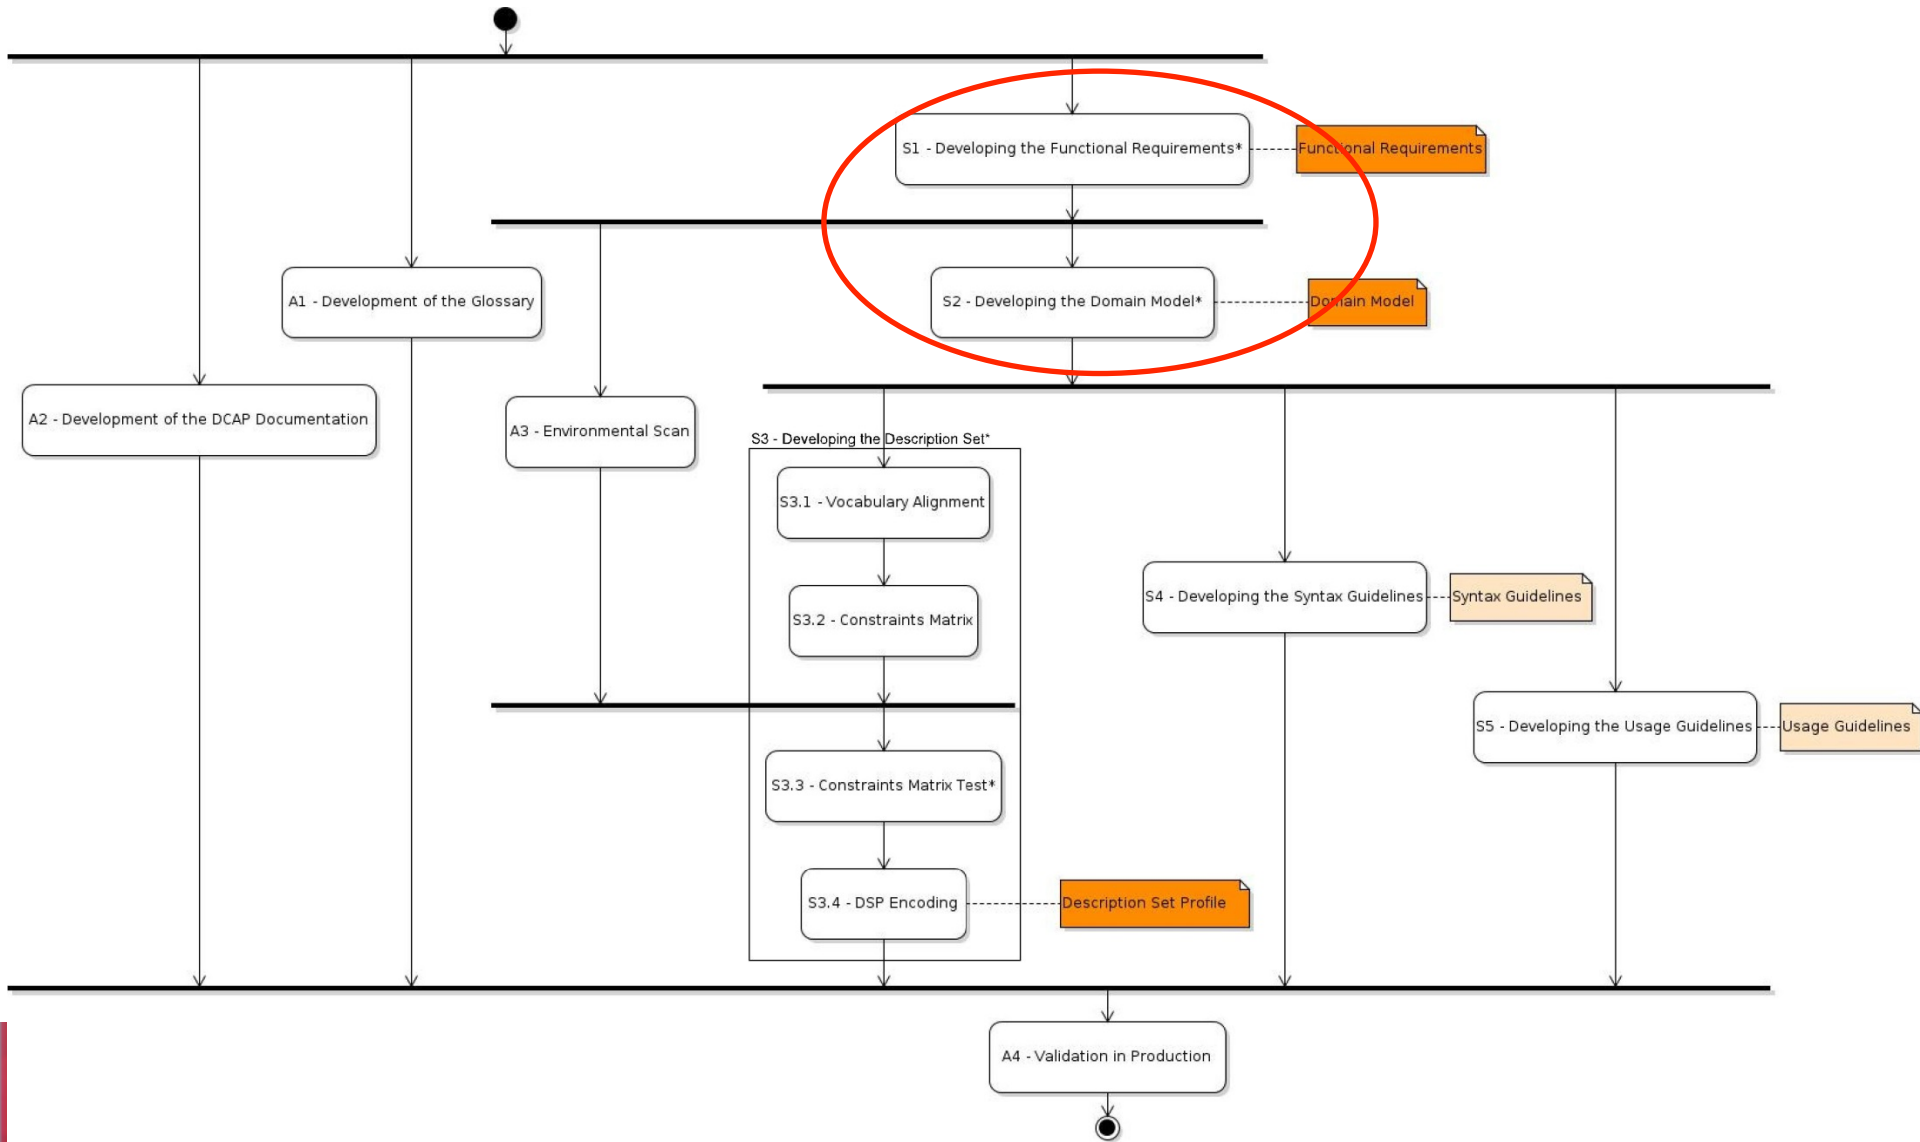 S1 - Developing the Functional Requirements*
Functional Requirements
A1 - Development of the Glossary
S2 - Developing the Domain Model*
Domain Model
A2 - Development of the DCAP Documentation
A3 - Environmental Scan
S3 - Developing the Description Set*
S3.1 - Vocabulary Alignment
S3.2 - Constraints Matrix
S4 - Developing the Syntax Guidelines
Syntax Guidelines
S5 - Developing the Usage Guidelines
Usage Guidelines
S3.3 - Constraints Matrix Test*
S3.4 - DSP Encoding
Description Set Profile
A4 - Validation in Production